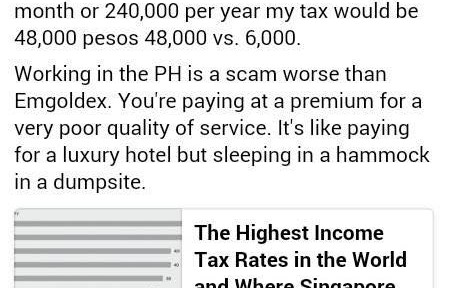 month or 240,000 per year my tax would be
48,000 pesos 48,000 vs. 6,000.
Working in the PH is a scam worse than
Emgoldex. You're paying at a premium for a
very poor quality of service. It's like paying
for a luxury hotel but sleeping in a hammock
in a dumpsite.
The Highest Income
Tax Rates in the World
and Where Singapore